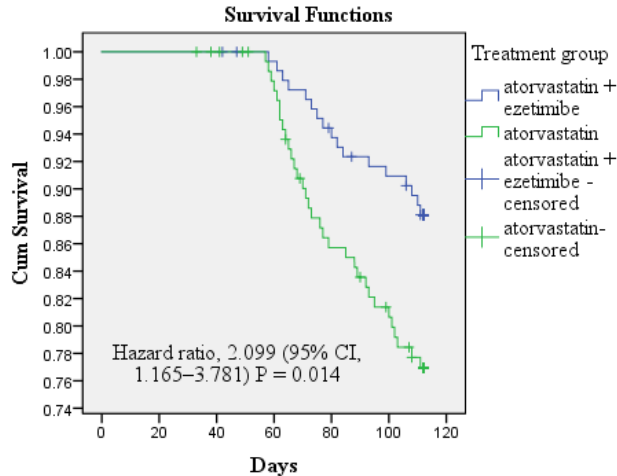 Survival Functions
Cum Survival
1.00
0.98
0.96
0.94
0.92
0.90
0.88
0.86
0.84
0.82
0.80
0.78
0.76
0.74
Hazard ratio, 2.099 (95% CI,
1.165–3.781) P = 0.014
0
20
40
60
80
100
120
Days
Treatment group
atorvastatin +
ezetimibe
atorvastatin
atorvastatin +
ezetimibe -
censored
atorvastatin-
censored